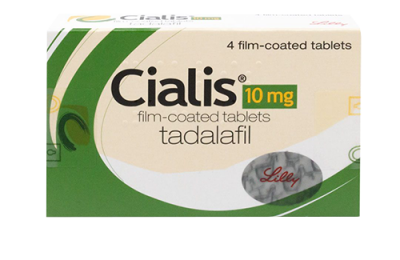 4 film-coated tablets
Cialis® 10 mg
film-coated tablets
tadalafil
Lilly